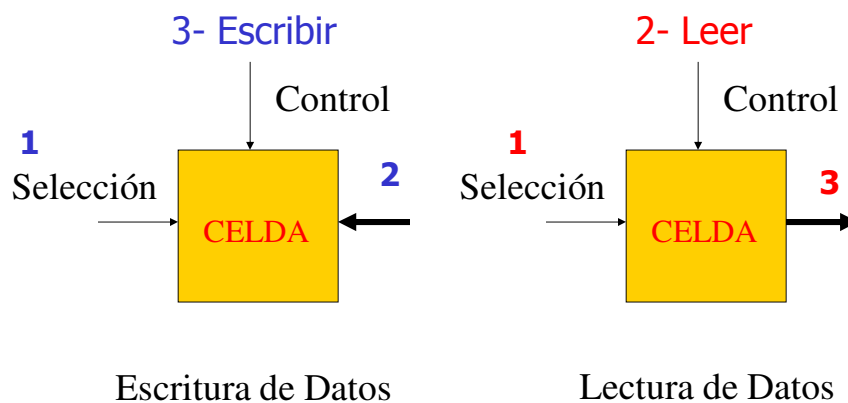 3- Escribir
Control
1
Selección
2
CELDA
Escritura de Datos
2- Leer
Control
1
Selección
3
CELDA
Lectura de Datos